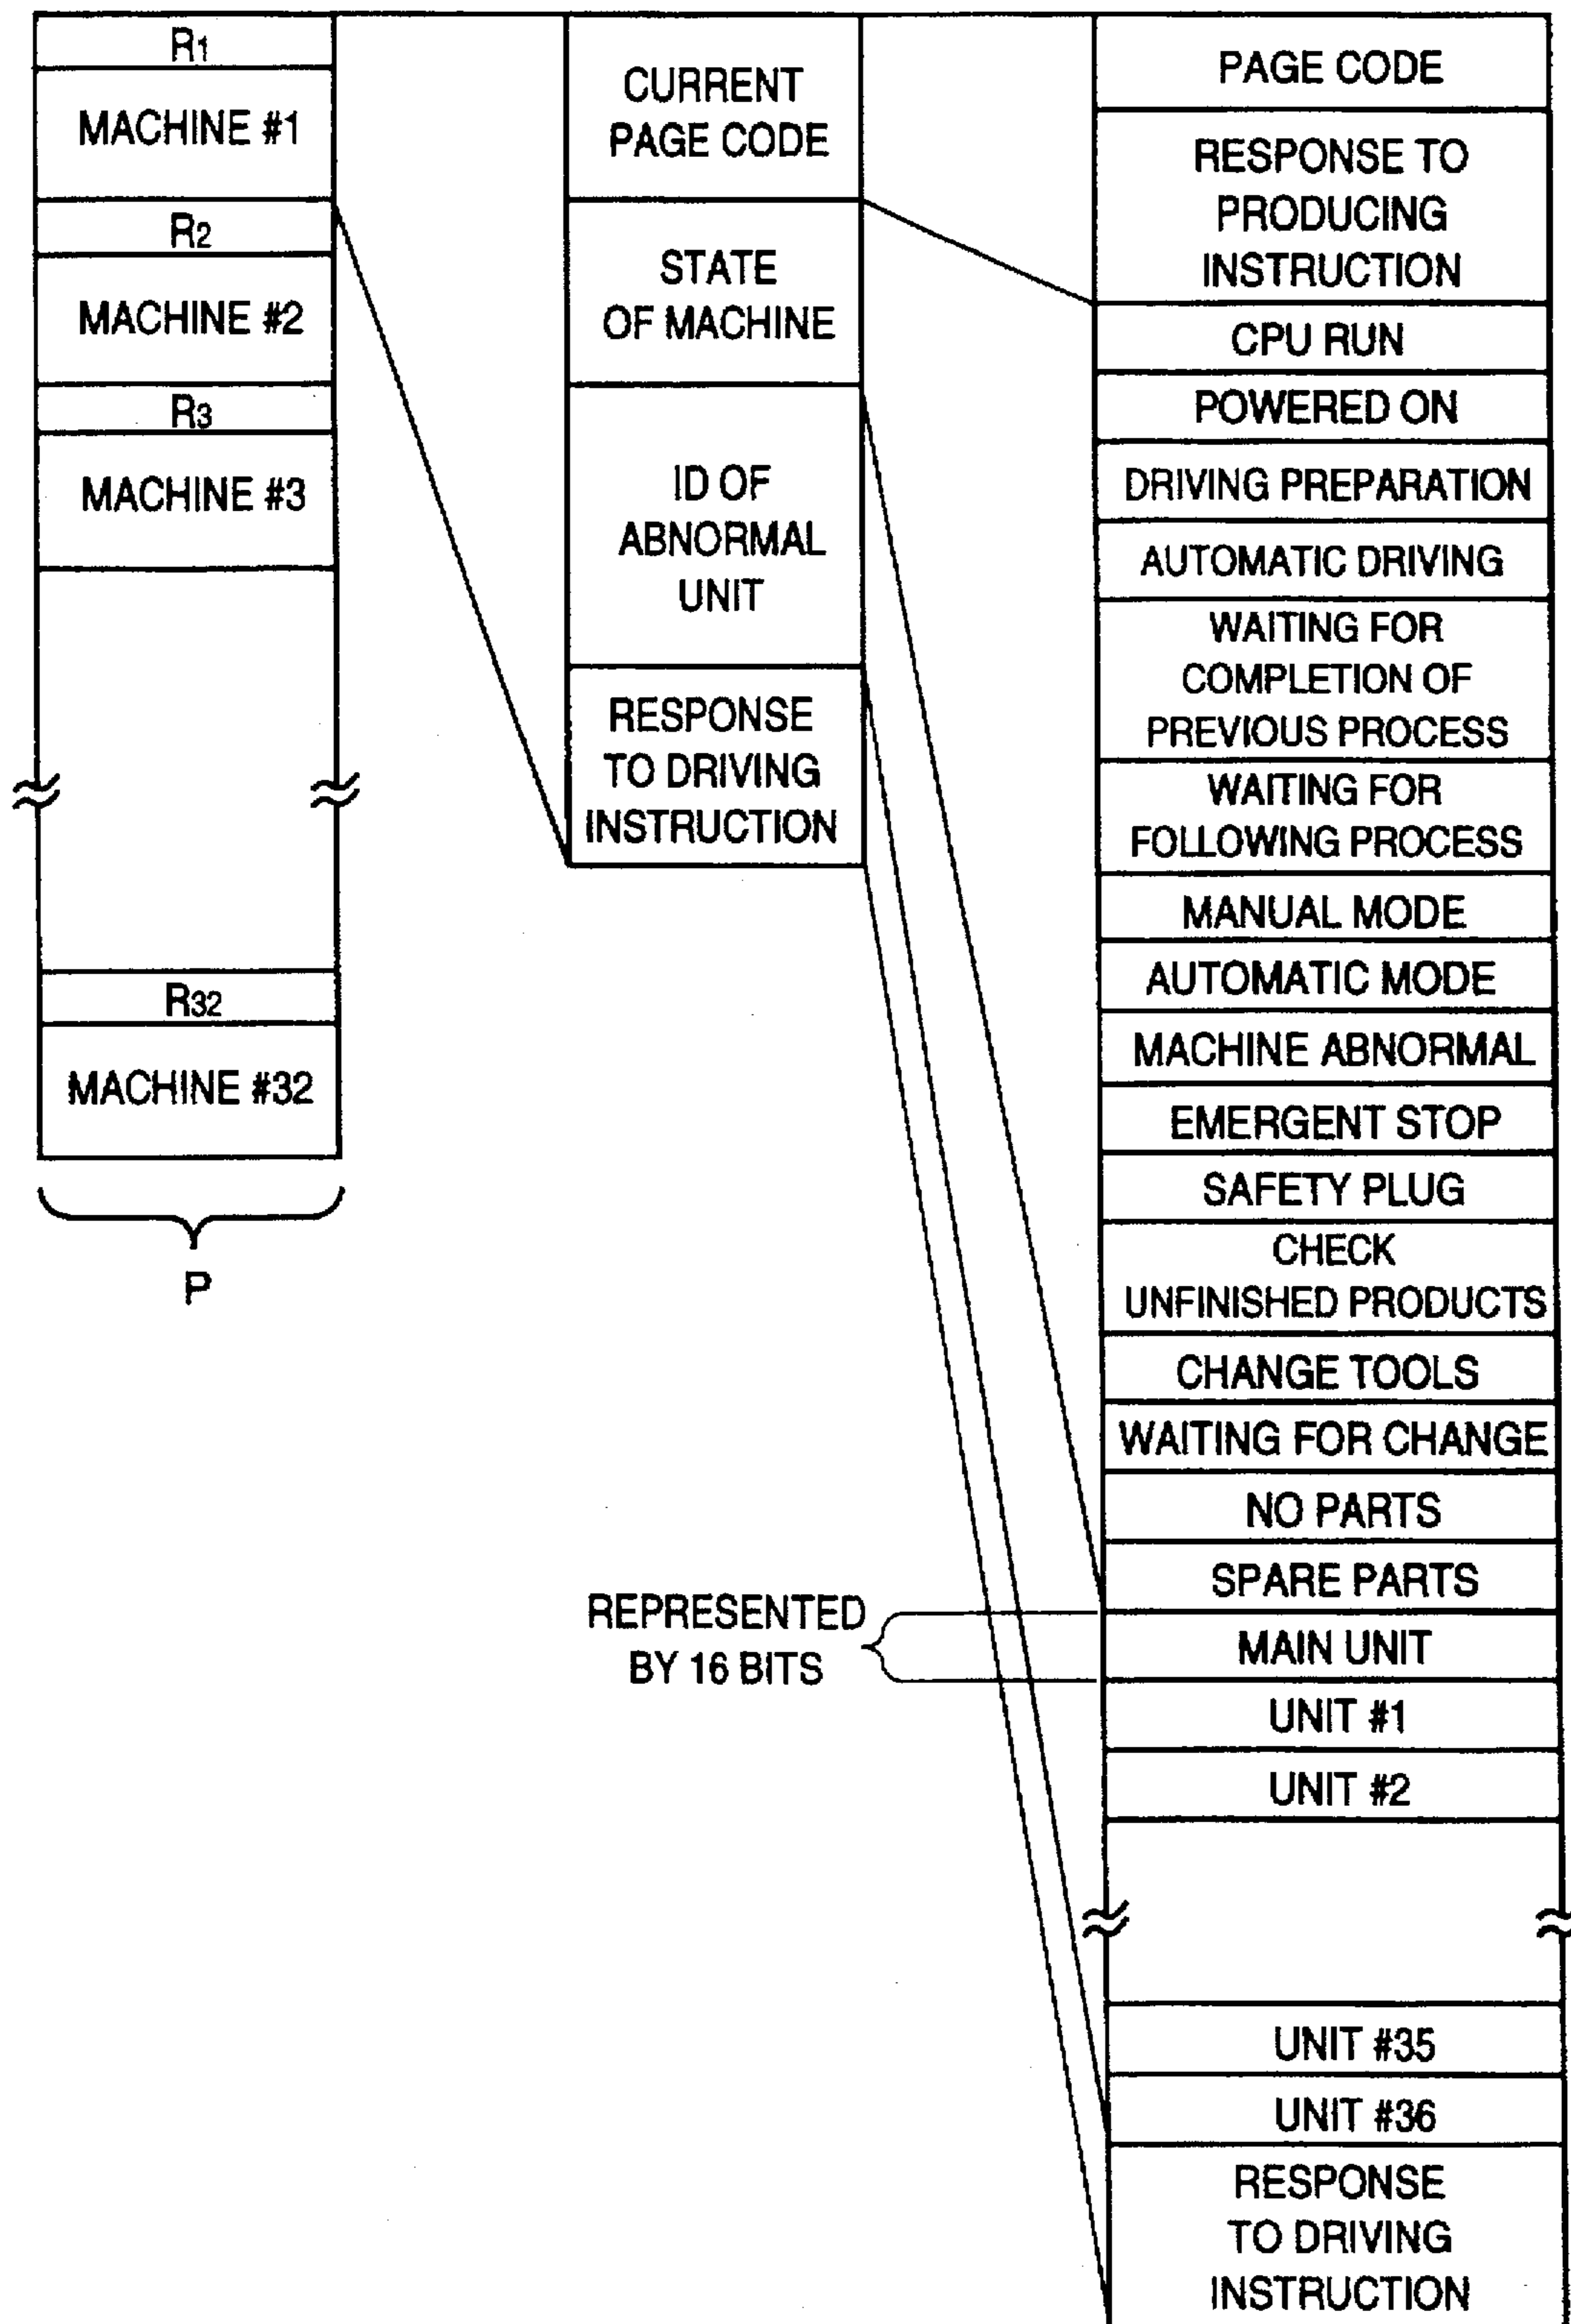 R1
MACHINE #1
R2
MACHINE #2
R3
MACHINE #3
R32
MACHINE #32
P
CURRENT
PAGE CODE
STATE
OF MACHINE
ID OF
ABNORMAL
UNIT
RESPONSE
TO DRIVING
INSTRUCTION
REPRESENTED
BY 16 BITS
PAGE CODE
RESPONSE TO
PRODUCING
INSTRUCTION
CPU RUN
POWERED ON
DRIVING PREPARATION
AUTOMATIC DRIVING
WAITING FOR
COMPLETION OF
PREVIOUS PROCESS
WAITING FOR
FOLLOWING PROCESS
MANUAL MODE
AUTOMATIC MODE
MACHINE ABNORMAL
EMERGENT STOP
SAFETY PLUG
CHECK
UNFINISHED PRODUCTS
CHANGE TOOLS
WAITING FOR CHANGE
NO PARTS
SPARE PARTS
MAIN UNIT
UNIT #1
UNIT #2
UNIT #35
UNIT #36
RESPONSE
TO DRIVING
INSTRUCTION